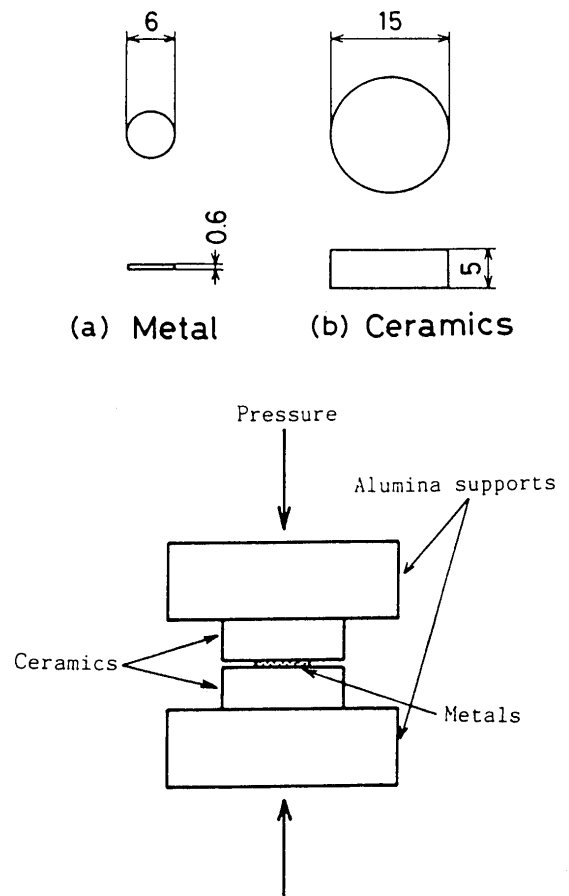 6
15
0.6
5
(a) Metal
(b) Ceramics
Pressure
Alumina supports
Ceramics
Metals